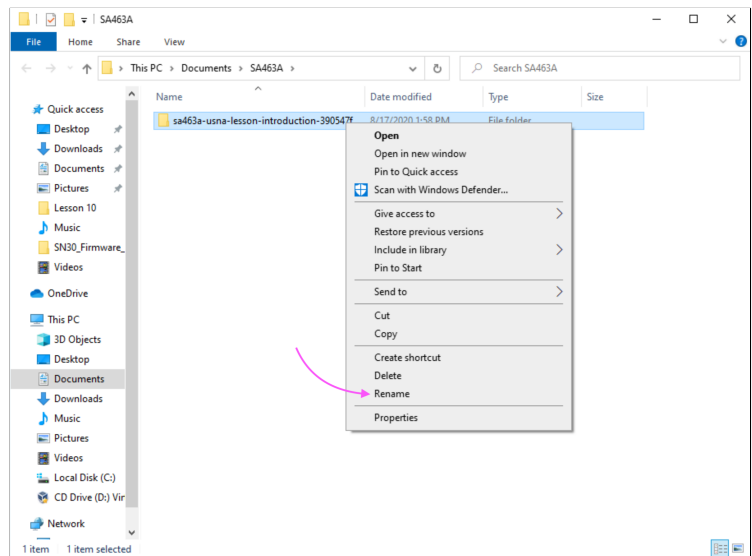 SA463A
File Home Share View
This PC > Documents > SA463A >
Search SA463A
Name Date modified Type Size
sa463a-usna-lesson-introduction-390547f 8/17/2020 1:58 PM File folder
Quick access
Desktop
Downloads
Documents
Pictures
Lesson 10
Music
SN30_Firmware_
Videos
OneDrive
This PC
3D Objects
Desktop
Documents
Downloads
Music
Pictures
Videos
Local Disk (C:)
CD Drive (D:) Vir
Network
Open
Open in new window
Pin to Quick access
Scan with Windows Defender...
Give access to
Restore previous versions
Include in library
Pin to Start
Send to
Cut
Copy
Create shortcut
Delete
Rename
Properties
1 item 1 item selected